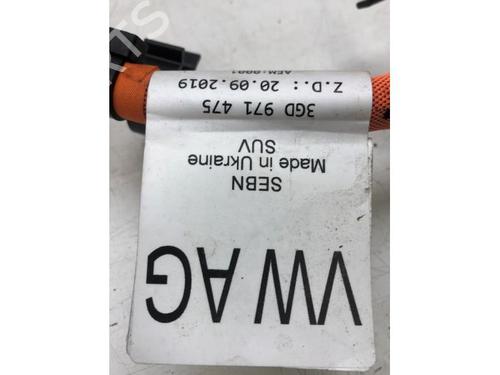 VW AG
SEBN
Made in Ukraine
SUV
3GD 971 475
Z.D.: 20.09.2019